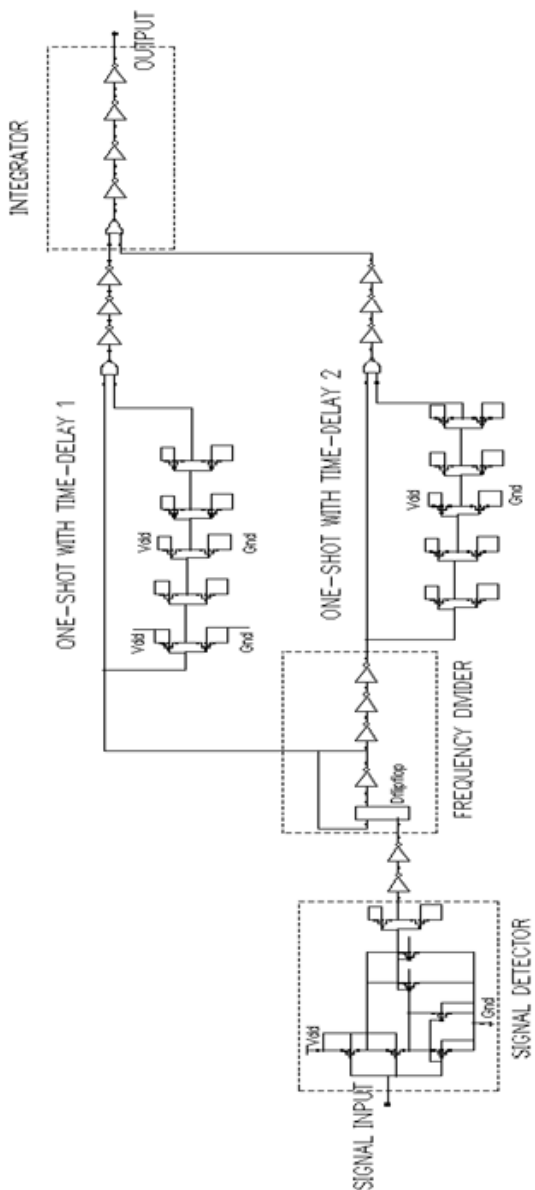 SIGNAL INPUT
Vdd
Gnd
SIGNAL DETECTOR
Dflipflop
FREQUENCY DIVIDER
ONE-SHOT WITH TIME-DELAY 1
Vdd
Gnd
Vdd
Gnd
ONE-SHOT WITH TIME-DELAY 2
Vdd
Gnd
INTEGRATOR
OUTPUT